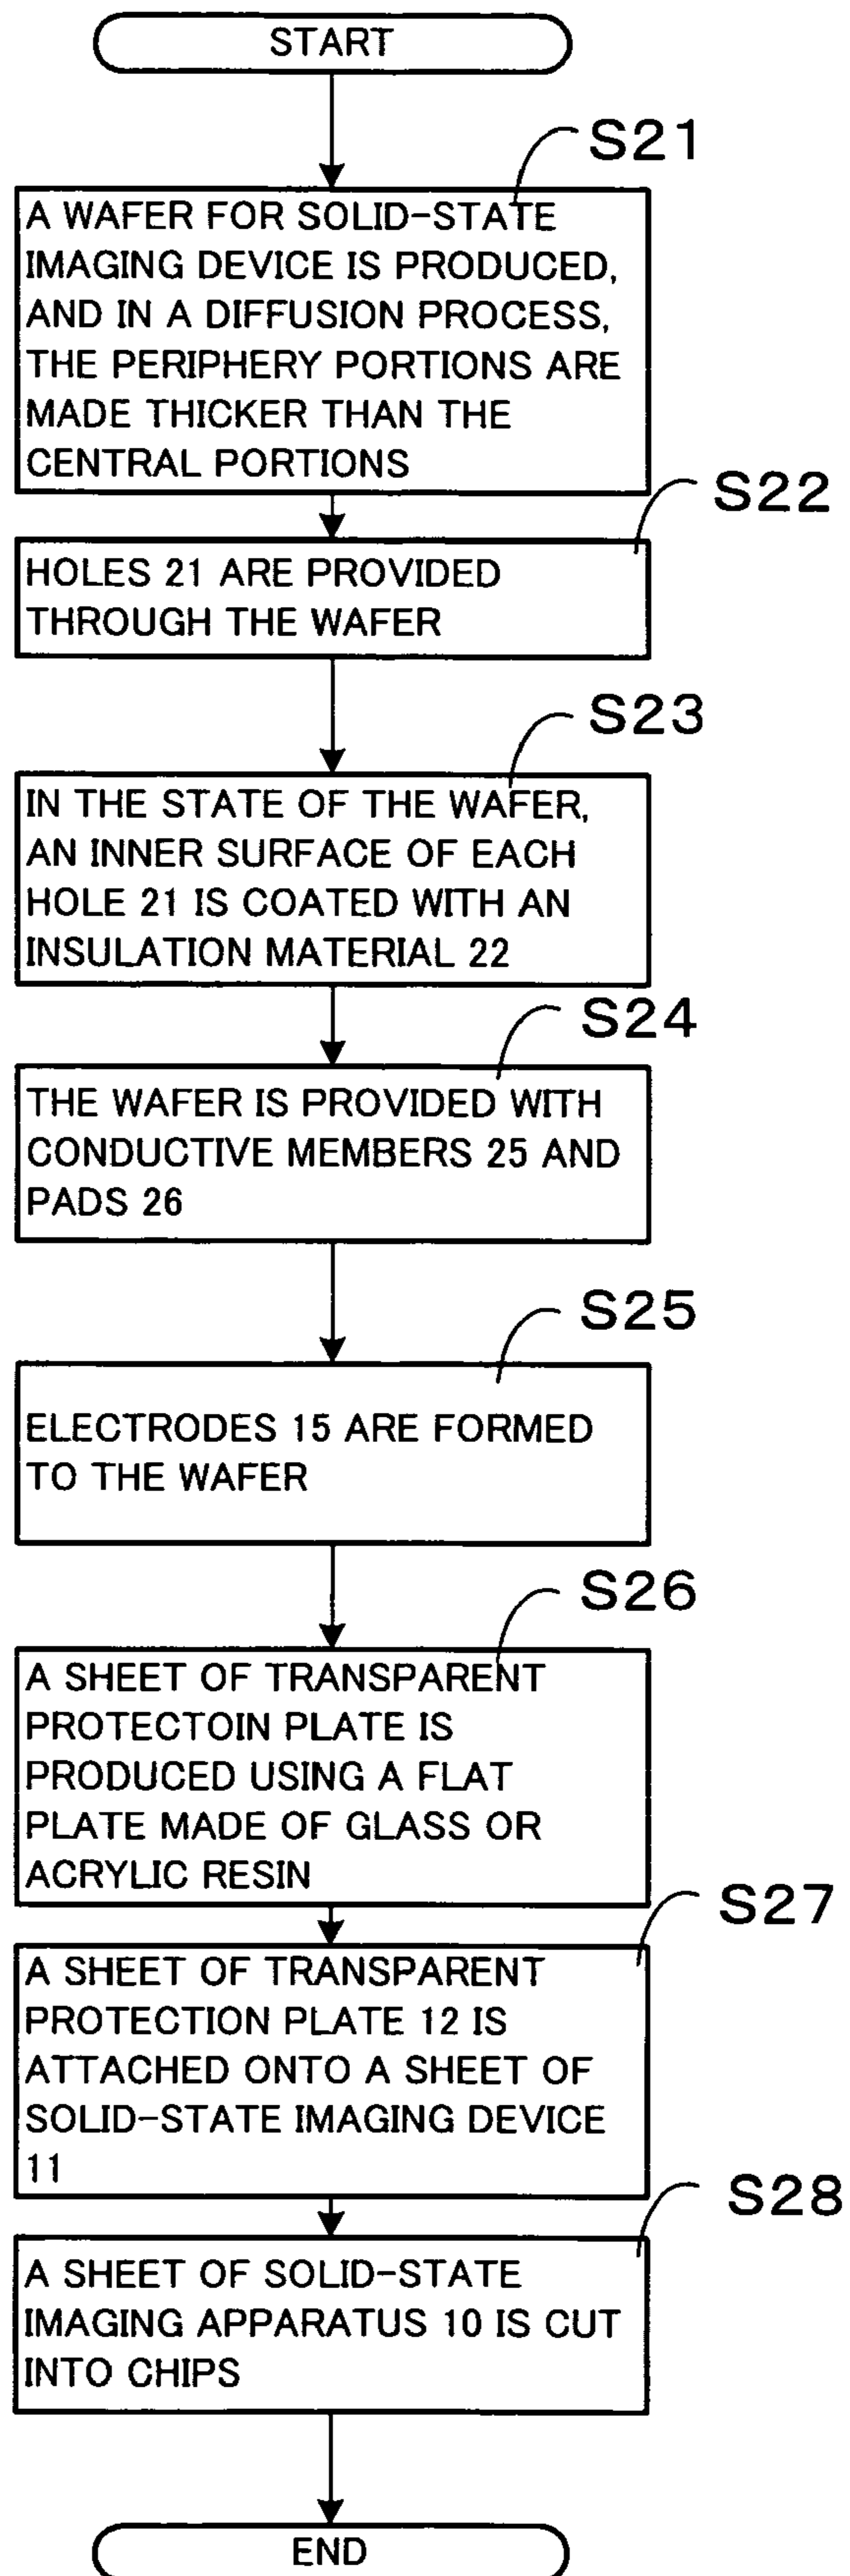 START
S21
A WAFER FOR SOLID-STATE
IMAGING DEVICE IS PRODUCED,
AND IN A DIFFUSION PROCESS,
THE PERIPHERY PORTIONS ARE
MADE THICKER THAN THE
CENTRAL PORTIONS
S22
HOLES 21 ARE PROVIDED
THROUGH THE WAFER
S23
IN THE STATE OF THE WAFER,
AN INNER SURFACE OF EACH
HOLE 21 IS COATED WITH AN
INSULATION MATERIAL 22
S24
THE WAFER IS PROVIDED WITH
CONDUCTIVE MEMBERS 25 AND
PADS 26
S25
ELECTRODES 15 ARE FORMED
TO THE WAFER
S26
A SHEET OF TRANSPARENT
PROTECTOIN PLATE IS
PRODUCED USING A FLAT
PLATE MADE OF GLASS OR
ACRYLIC RESIN
S27
A SHEET OF TRANSPARENT
PROTECTION PLATE 12 IS
ATTACHED ONTO A SHEET OF
SOLID-STATE IMAGING DEVICE
11
S28
A SHEET OF SOLID-STATE
IMAGING APPARATUS 10 IS CUT
INTO CHIPS
END